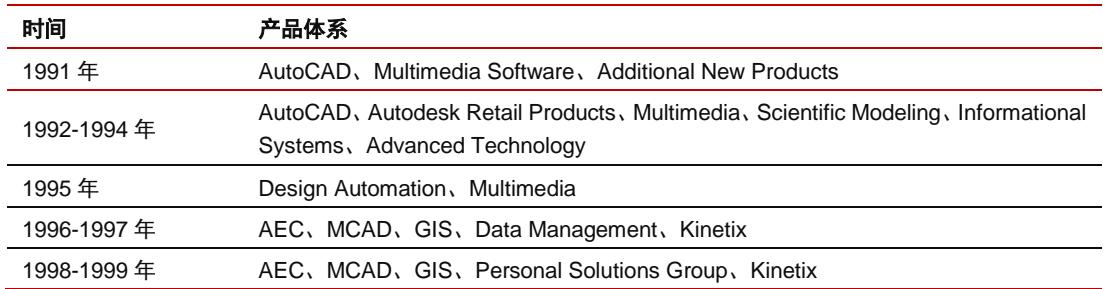 时间 产品体系
1991 年 AutoCAD、Multimedia Software、Additional New Products
1992-1994 年 AutoCAD、Autodesk Retail Products、Multimedia、Scientific Modeling、Informational
Systems、Advanced Technology
1995 年 Design Automation、Multimedia
1996-1997 年 AEC、MCAD、GIS、Data Management、Kinetix
1998-1999 年 AEC、MCAD、GIS、Personal Solutions Group、Kinetix